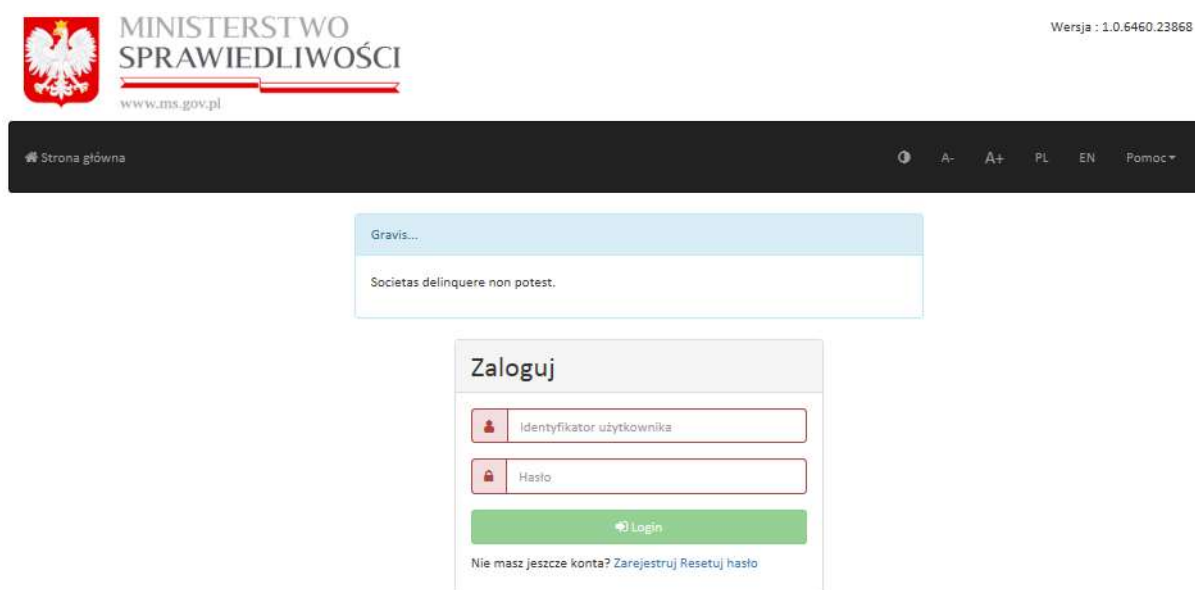 MINISTERSTWO
SPRAWIEDLIWOŚCI
www.ms.gov.pl
Wersja : 1.0.6460.23868
Strona główna
A-
A+
PL
EN
Pomoc
Gravis...
Societas delinquere non potest.
Zaloguj
Identyfikator użytkownika
Hasło
Login
Nie masz jeszcze konta? Zarejestruj Resetuj hasło